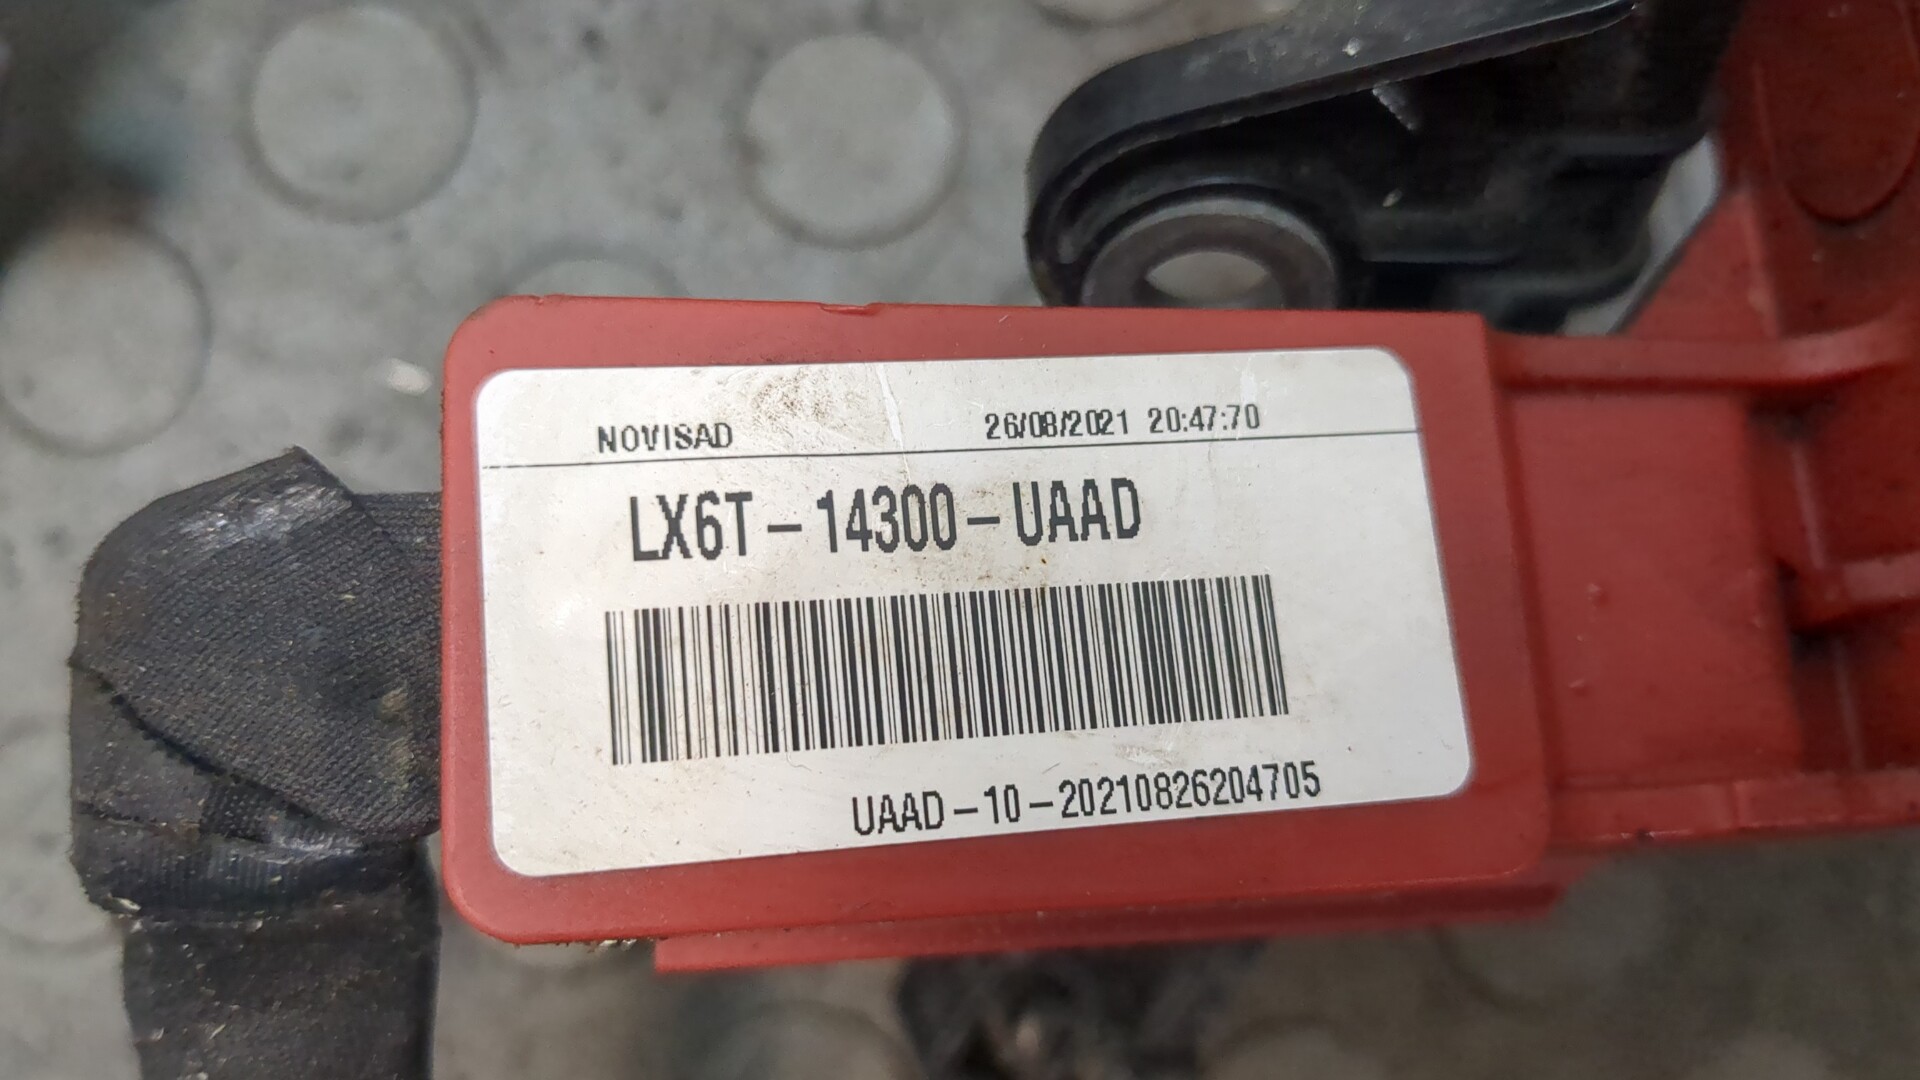 NOVISAD 26/08/2021 20:47:70
LX6T-14300-UAAD
UAAD-10-20210826204705